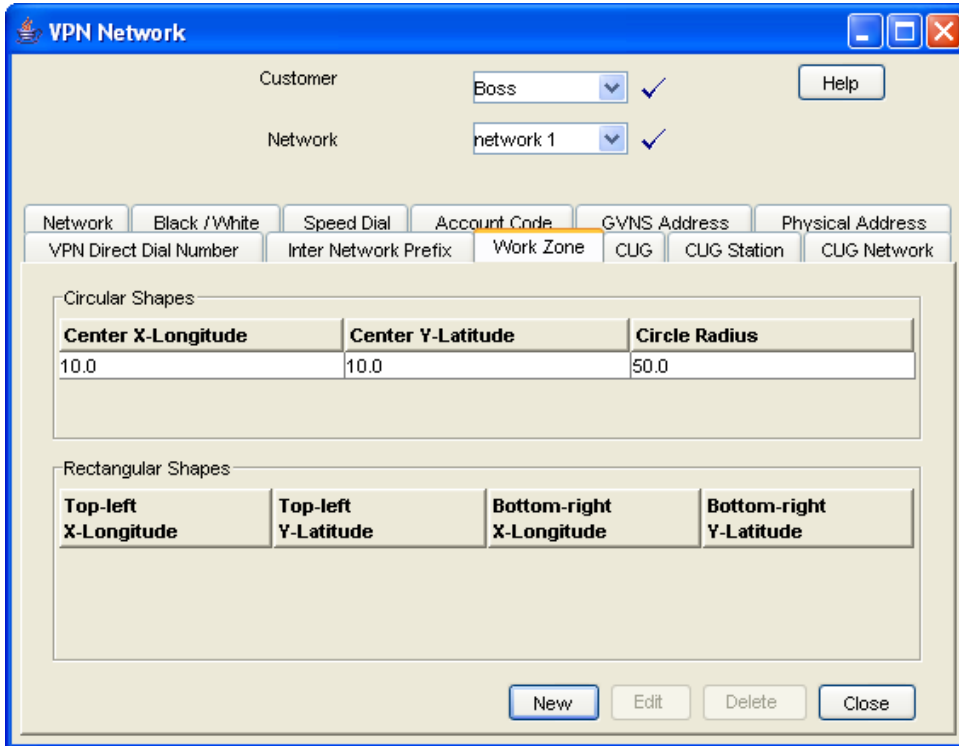 VPN Network
Customer Boss Help
Network network 1
Network Black / White Speed Dial Account Code GVNS Address Physical Address
VPN Direct Dial Number Inter Network Prefix Work Zone CUG CUG Station CUG Network
Circular Shapes
Center X-Longitude Center Y-Latitude Circle Radius
10.0 10.0 50.0
Rectangular Shapes
Top-left Top-left Bottom-right Bottom-right
X-Longitude Y-Latitude X-Longitude Y-Latitude
New Edit Delete Close